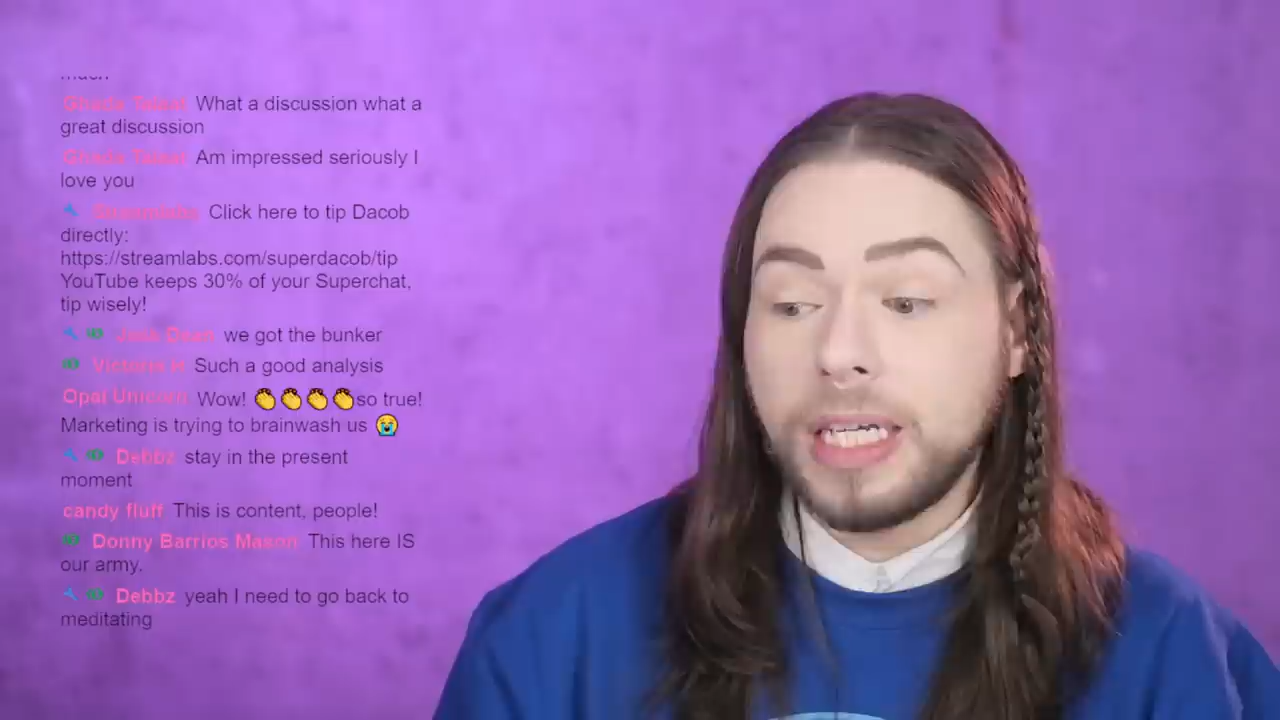 What a discussion what a
great discussion
Am impressed seriously I
love you
Streamlabs Click here to tip Dacob
directly:
https://streamlabs.com/superdacob/tip
YouTube keeps 30% of your Superchat,
tip wisely!
we got the bunker
Such a good analysis
Opal Unicorn Wow! 👏👏👏👏so true!
Marketing is trying to brainwash us 😭
Debbz stay in the present
moment
candy fluff This is content, people!
Donny Barrios Mason This here IS
our army.
Debbz yeah I need to go back to
meditating